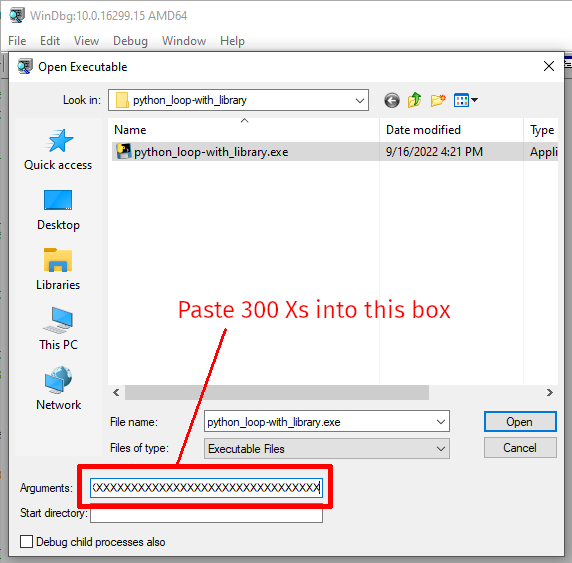 WinDbg:10.0.16299.15 AMD64
File Edit View Debug Window Help
Open Executable
Look in: python_loop-with_library
Name Date modified Type
python_loop-with_library.exe 9/16/2022 4:21 PM Appli
Quick access
Desktop
Libraries
This PC
Network
Paste 300 Xs into this box
File name: python_loop-with_library.exe Open
Files of type: Executable Files Cancel
Arguments: XXXXXXXXXXXXXXXXXXXXXXXXXXXXXXXXX
Start directory:
Debug child processes also